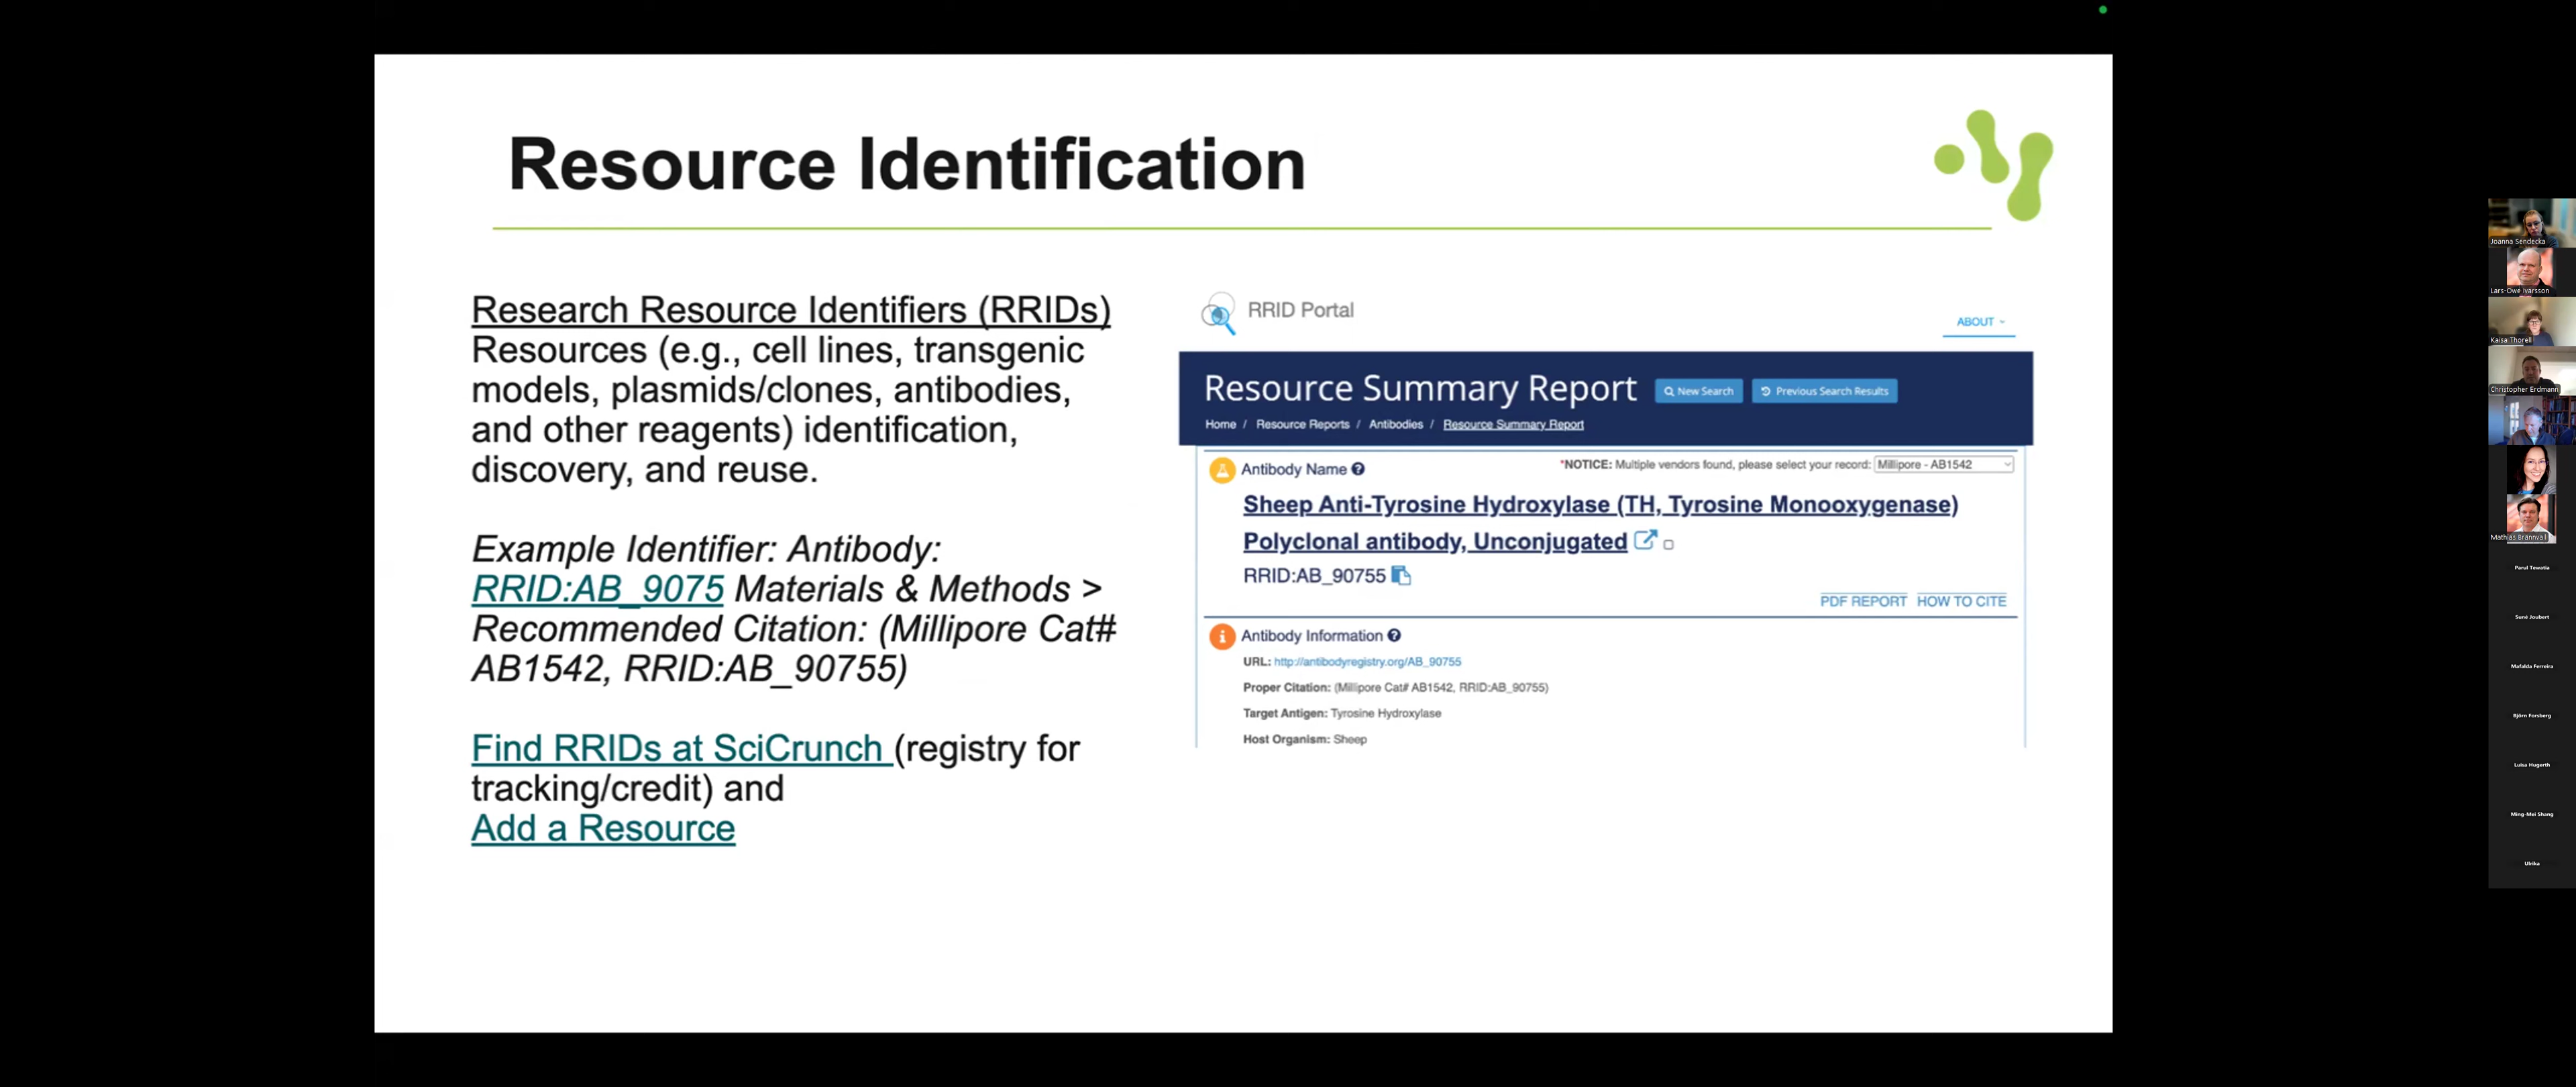 Resource Identification
Research Resource Identifiers (RRIDs)
Resources (e.g., cell lines, transgenic
models, plasmids/clones, antibodies,
and other reagents) identification,
discovery, and reuse.
Example Identifier: Antibody:
RRID:AB_9075 Materials & Methods >
Recommended Citation: (Millipore Cat#
AB1542, RRID:AB_90755)
Find RRIDs at SciCrunch (registry for
tracking/credit) and
Add a Resource
RRID Portal
ABOUT
Resource Summary Report
New Search
Previous Search Results
Home / Resource Reports / Antibodies / Resource Summary Report
Antibody Name
*NOTICE: Multiple vendors found, please select your record: Millipore - AB1542
Sheep Anti-Tyrosine Hydroxylase (TH, Tyrosine Monooxygenase)
Polyclonal antibody, Unconjugated
RRID:AB_90755
PDF REPORT HOW TO CITE
Antibody Information
URL: http://antibodyregistry.org/AB_90755
Proper Citation: (Millipore Cat# AB1542, RRID:AB_90755)
Target Antigen: Tyrosine Hydroxylase
Host Organism: Sheep
Joanna Sendecka
Lars-Owe Ivarsson
Kaisa Thorell
Christopher Erdmann
Mathias Brännvall
Parul Tewatia
Suné Joubert
Mafalda Ferreira
Björn Forsberg
Luisa Hugerth
Ming-Mei Shang
Ulrika